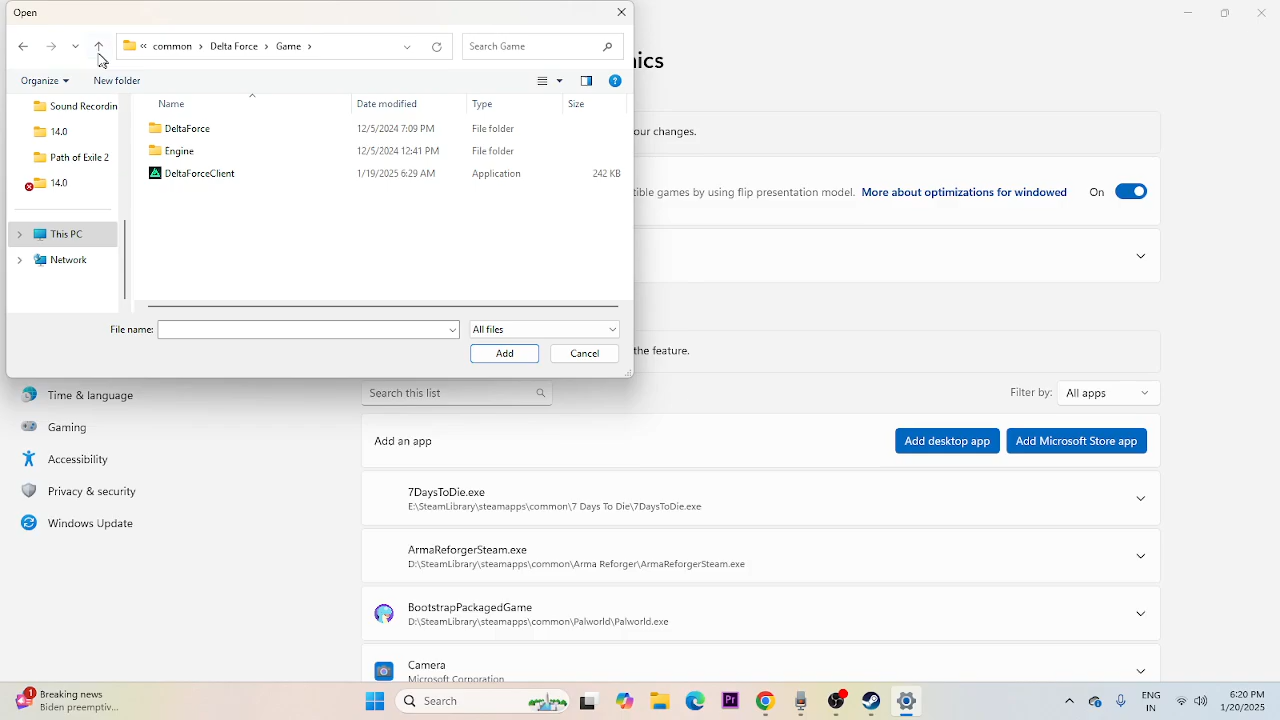 Open
« common > Delta Force > Game >
Search Game
Organize
New folder
Name
Date modified
Type
Size
DeltaForce
12/5/2024 7:09 PM
File folder
Engine
12/5/2024 12:41 PM
File folder
DeltaForceClient
1/19/2025 6:29 AM
Application
242 KB
Sound Recordin
14.0
Path of Exile 2
14.0
This PC
Network
File name:
All files
Add
Cancel
ics
our changes.
ible games by using flip presentation model. More about optimizations for windowed
On
the feature.
Time & language
Gaming
Accessibility
Privacy & security
Windows Update
Search this list
Filter by:
All apps
Add an app
Add desktop app
Add Microsoft Store app
7DaysToDie.exe
E:\SteamLibrary\steamapps\common\7 Days To Die\7DaysToDie.exe
ArmaReforgerSteam.exe
D:\SteamLibrary\steamapps\common\Arma Reforger\ArmaReforgerSteam.exe
BootstrapPackagedGame
D:\SteamLibrary\steamapps\common\Palworld\Palworld.exe
Camera
Microsoft Corporation
1
Breaking news
Biden preemptiv...
Search
Pr
ENG
IN
6:20 PM
1/20/2025